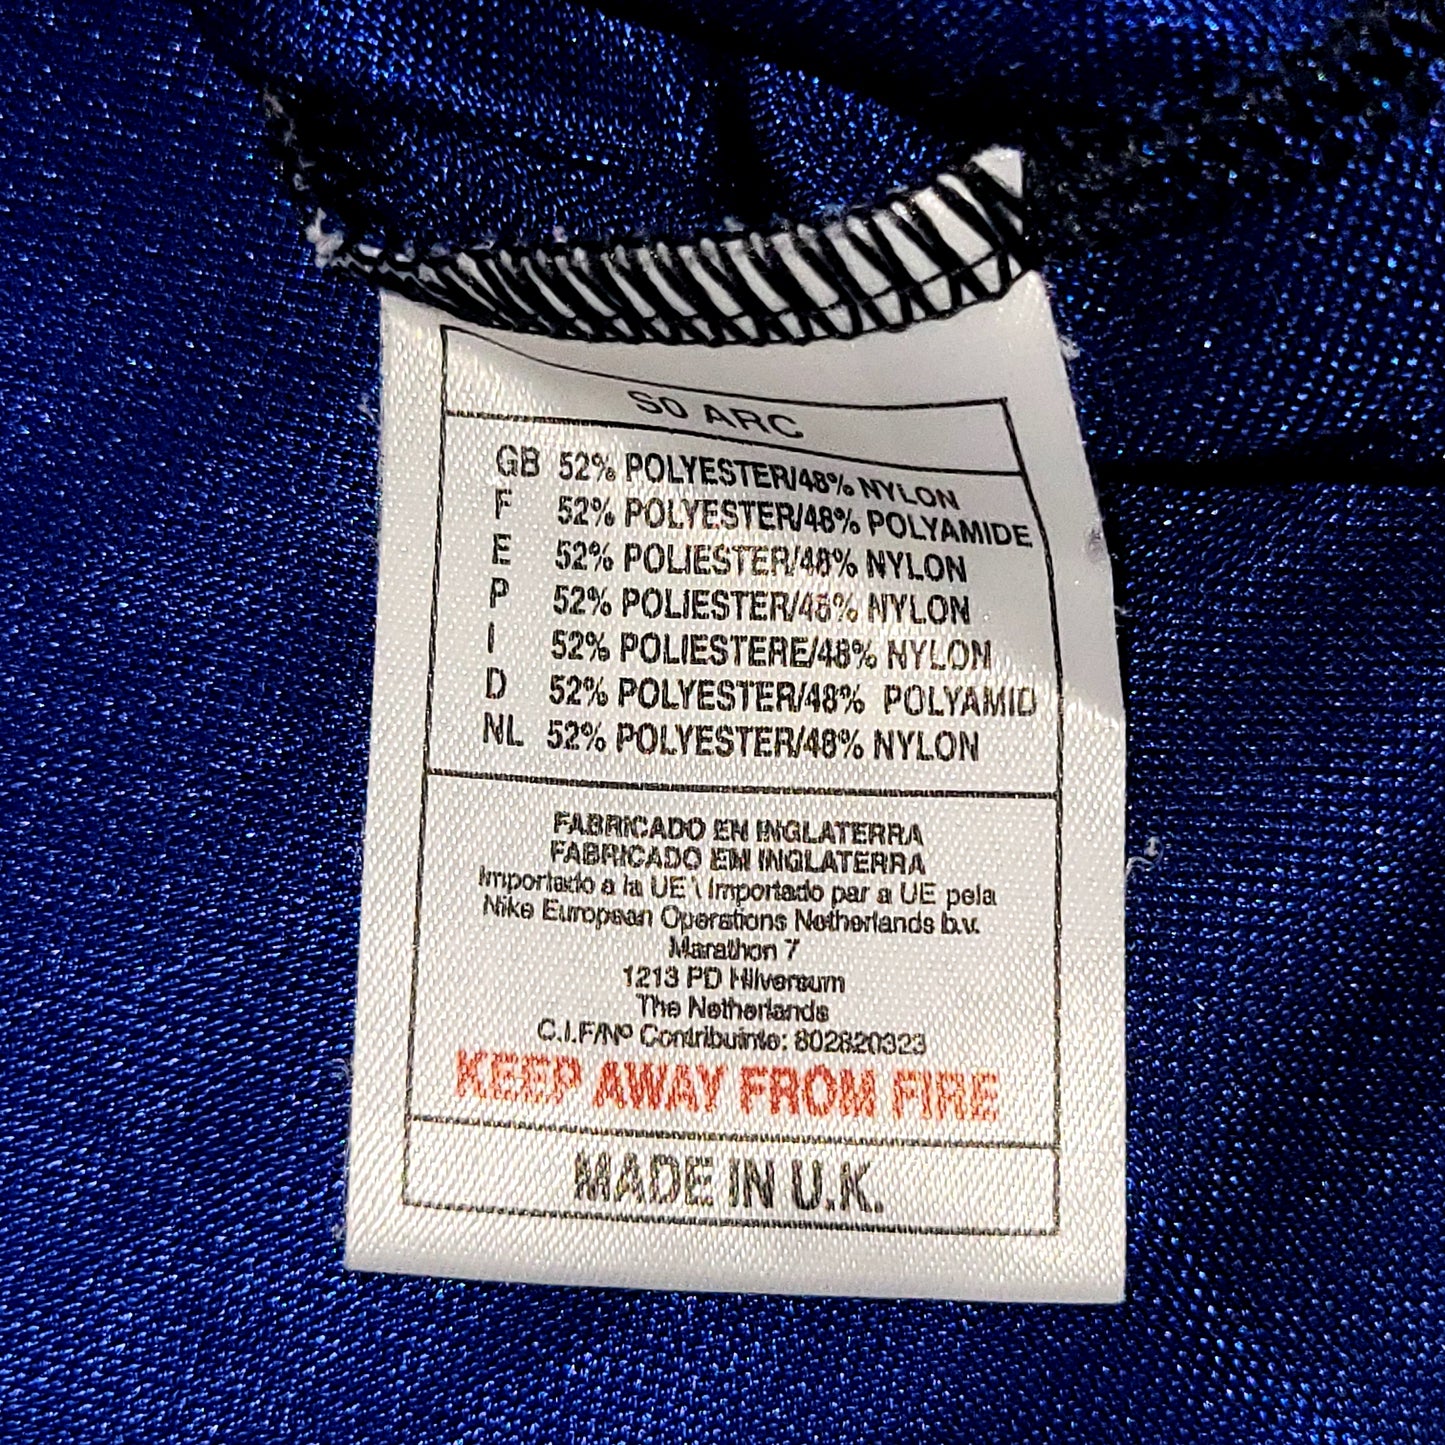 S0 ARC
GB 52% POLYESTER/48% NYLON
F 52% POLYESTER/48% POLYAMIDE
E 52% POLIESTER/48% NYLON
P 52% POLIESTER/48% NYLON
I 52% POLIESTERE/48% NYLON
D 52% POLYESTER/48% POLYAMID
NL 52% POLYESTER/48% NYLON
FABRICADO EN INGLATERRA
FABRICADO EM INGLATERRA
Importado a la UE \ Importado par a UE pela
Nike European Operations Netherlands b.v.
Marathon 7
1213 PD Hilversum
The Netherlands
C.I.F/Nº Contribuinte: 802820323
KEEP AWAY FROM FIRE
MADE IN U.K.